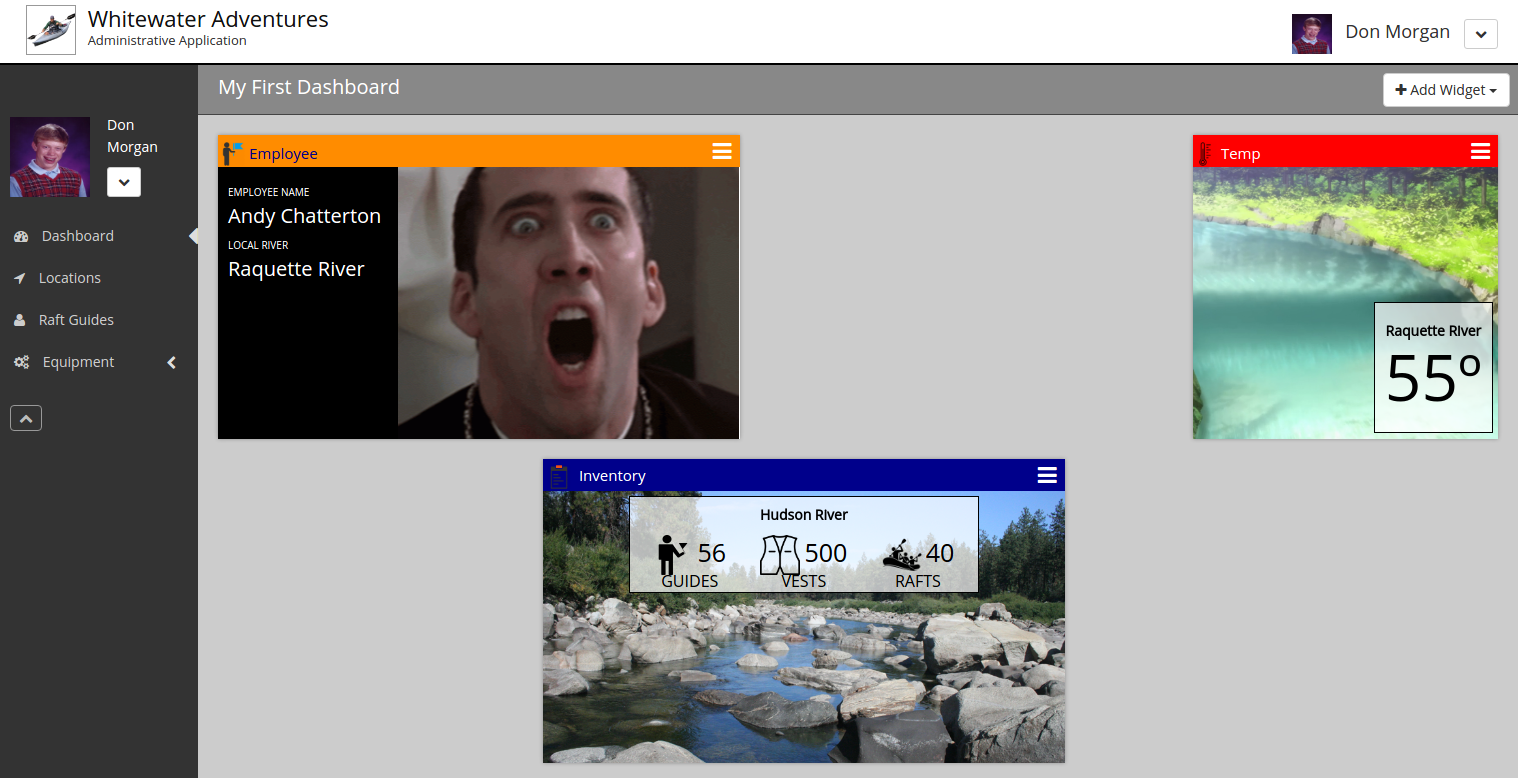 Whitewater Adventures
Administrative Application
Don Morgan
My First Dashboard
Add Widget
Don
Morgan
Dashboard
Locations
Raft Guides
Equipment
Employee
EMPLOYEE NAME
Andy Chatterton
LOCAL RIVER
Raquette River
Temp
Raquette River
55º
Inventory
Hudson River
56 500 40
GUIDES VESTS RAFTS